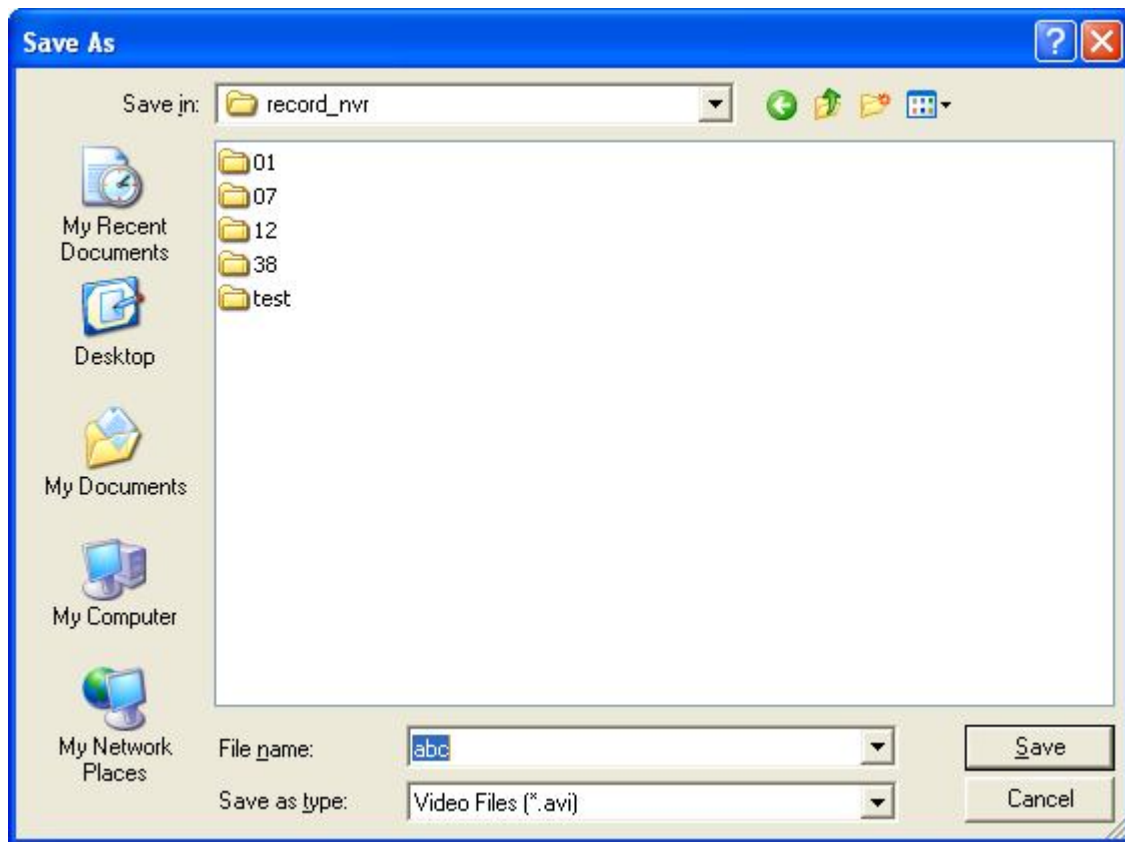 Save As
Save in: record_nvr
01
07
12
38
test
My Recent
Documents
Desktop
My Documents
My Computer
My Network
Places
File name: abc Save
Save as type: Video Files (*.avi) Cancel